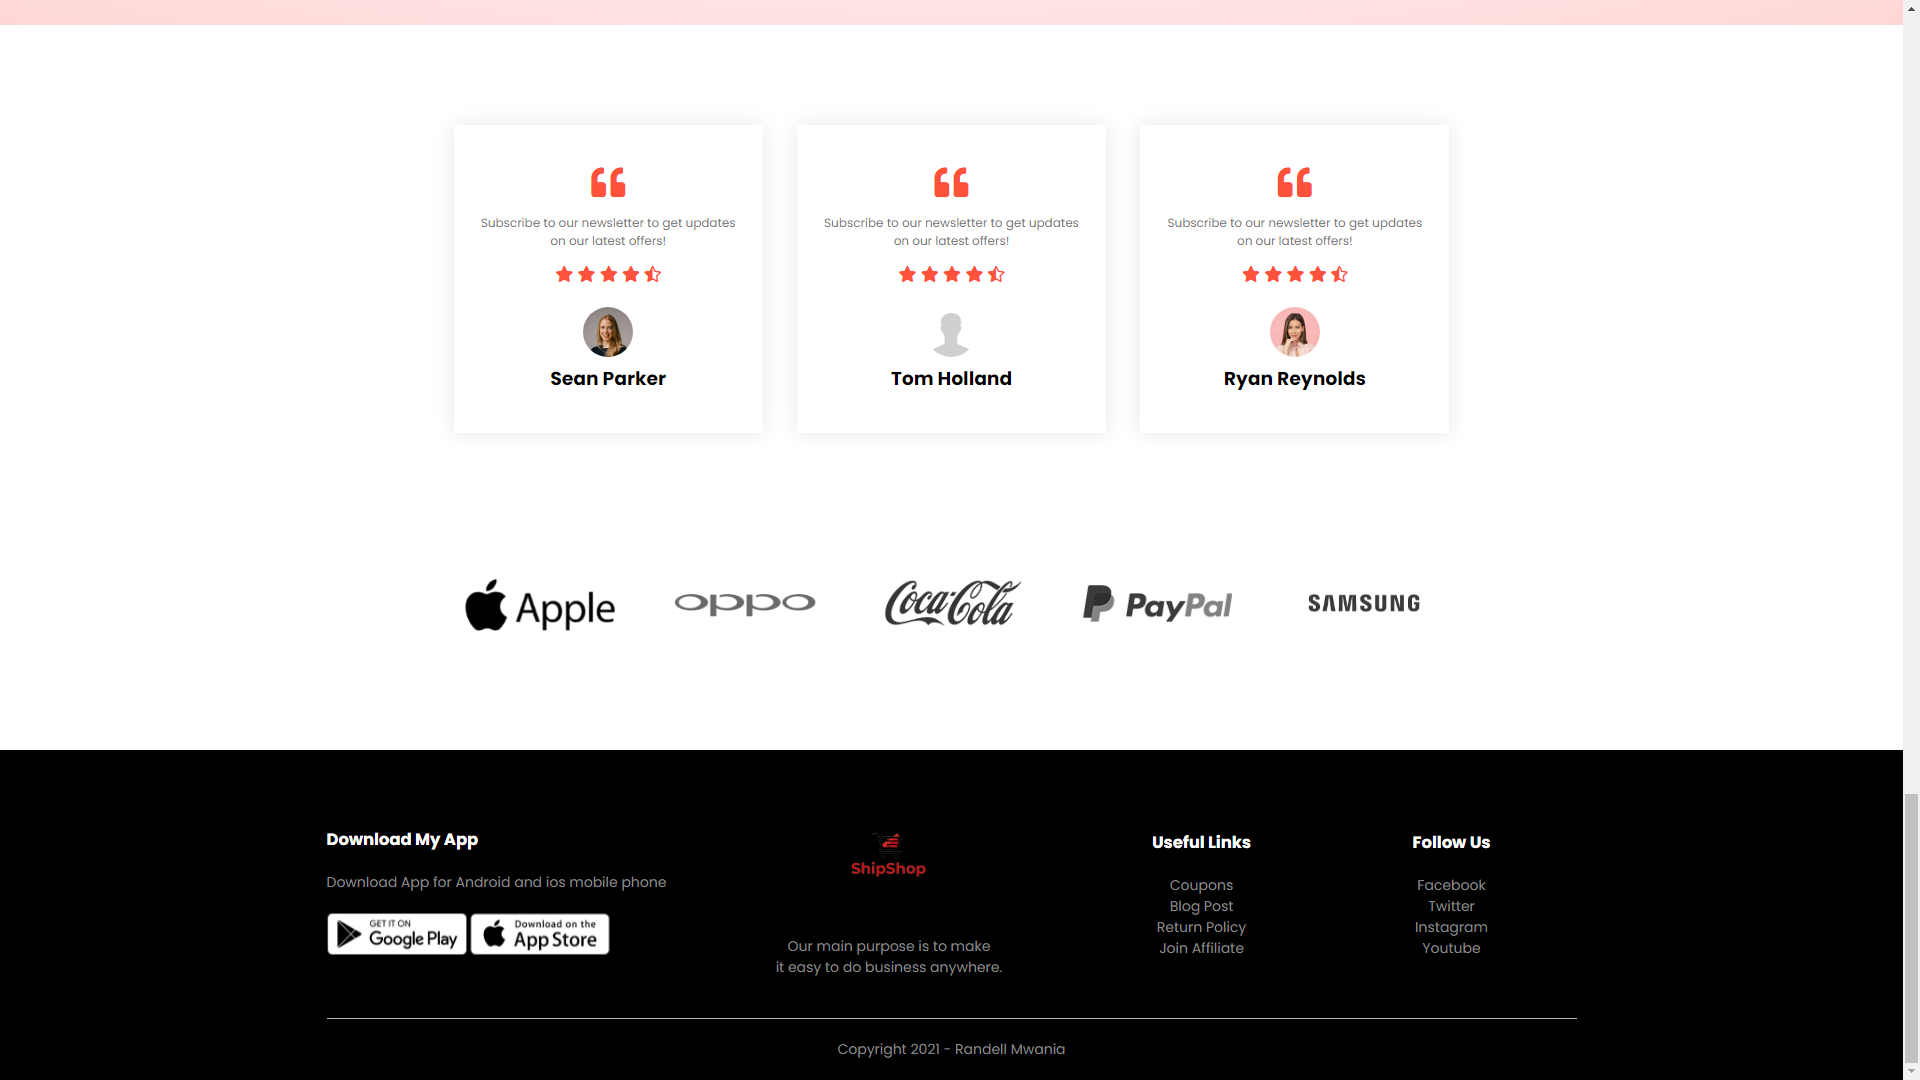 Subscribe to our newsletter to get updates
on our latest offers!
Sean Parker
Subscribe to our newsletter to get updates
on our latest offers!
Tom Holland
Subscribe to our newsletter to get updates
on our latest offers!
Ryan Reynolds
Apple
oppo
Coca-Cola
PayPal
SAMSUNG
Download My App
Download App for Android and ios mobile phone
GET IT ON
Google Play
Download on the
App Store
ShipShop
Our main purpose is to make
it easy to do business anywhere.
Useful Links
Coupons
Blog Post
Return Policy
Join Affiliate
Follow Us
Facebook
Twitter
Instagram
Youtube
Copyright 2021 - Randell Mwania